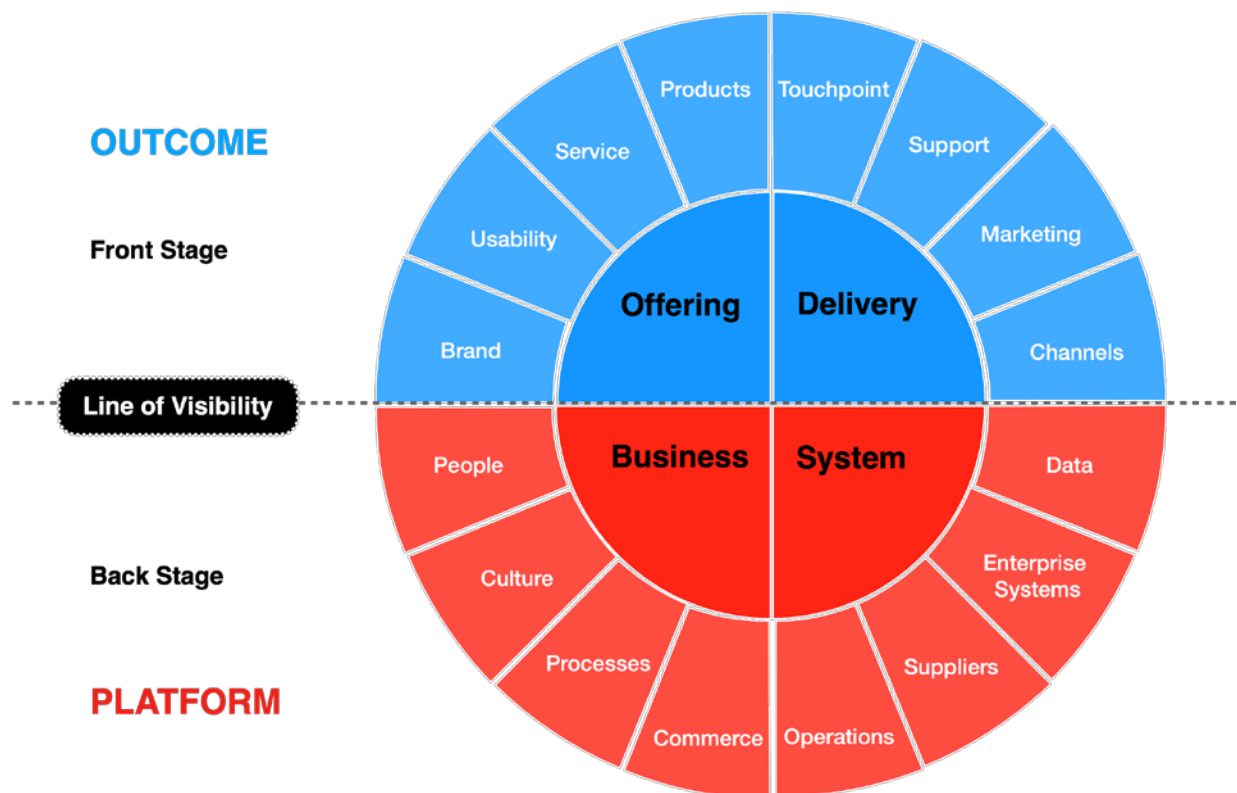 Products
Touchpoint
OUTCOME
Service
Support
Usability
Marketing
Front Stage
Offering
Delivery
Brand
Channels
Line of Visibility
People
Business
System
Data
Back Stage
Culture
Enterprise
Systems
Processes
Suppliers
PLATFORM
Commerce
Operations